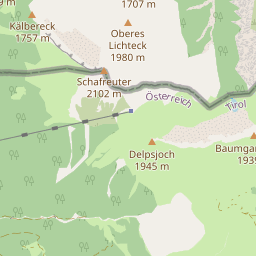 1707 m
Kälbereck
1757 m
Oberes
Lichteck
1980 m
Schafreuter
2102 m
Österreich
Tirol
Delpsjoch
1945 m
Baumga
1939